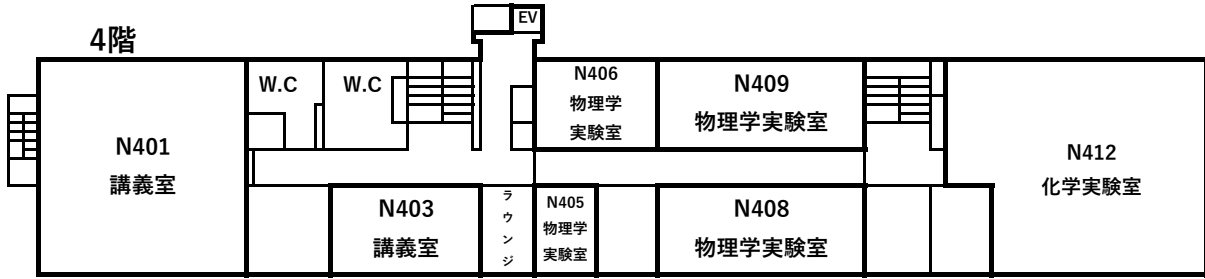 EV
4階
W.C
W.C
N406
物理学
実験室
N409
物理学実験室
N401
講義室
N412
化学実験室
N403
講義室
ラウンジ
N405
物理学
実験室
N408
物理学実験室